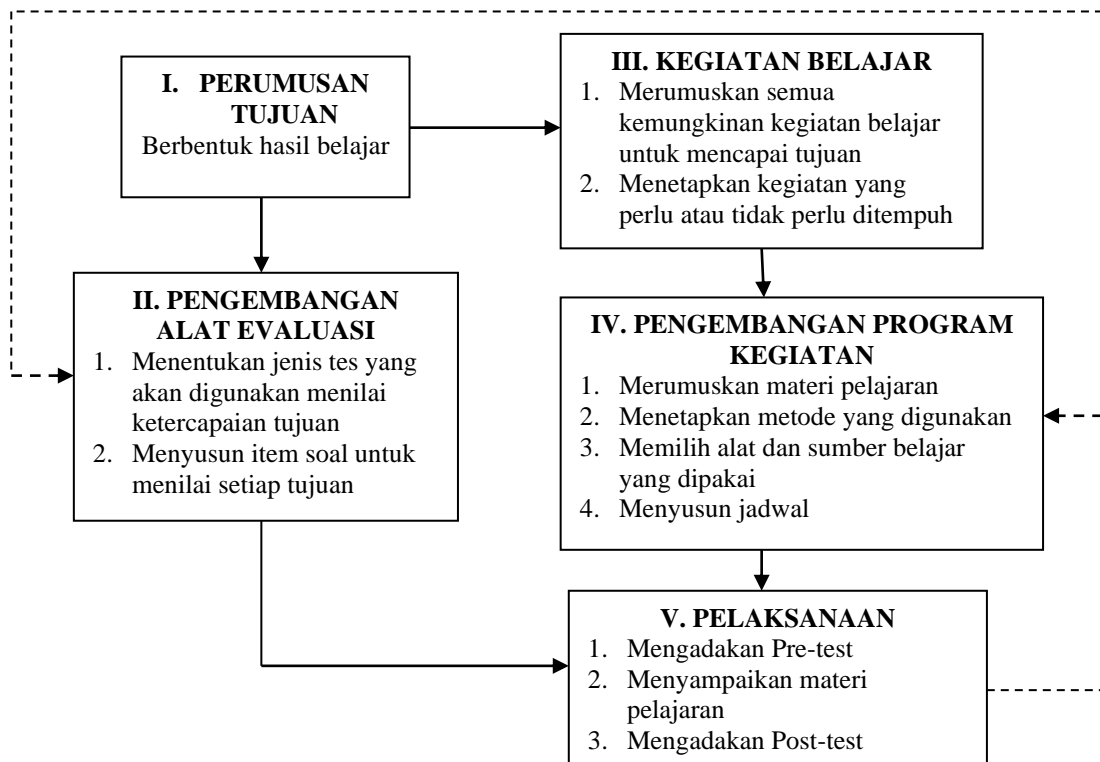 I. PERUMUSAN
TUJUAN
Berbentuk hasil belajar
II. PENGEMBANGAN
ALAT EVALUASI
1. Menentukan jenis tes yang
akan digunakan menilai
ketercapaian tujuan
2. Menyusun item soal untuk
menilai setiap tujuan
III. KEGIATAN BELAJAR
1. Merumuskan semua
kemungkinan kegiatan belajar
untuk mencapai tujuan
2. Menetapkan kegiatan yang
perlu atau tidak perlu ditempuh
IV. PENGEMBANGAN PROGRAM
KEGIATAN
1. Merumuskan materi pelajaran
2. Menetapkan metode yang digunakan
3. Memilih alat dan sumber belajar
yang dipakai
4. Menyusun jadwal
V. PELAKSANAAN
1. Mengadakan Pre-test
2. Menyampaikan materi
pelajaran
3. Mengadakan Post-test